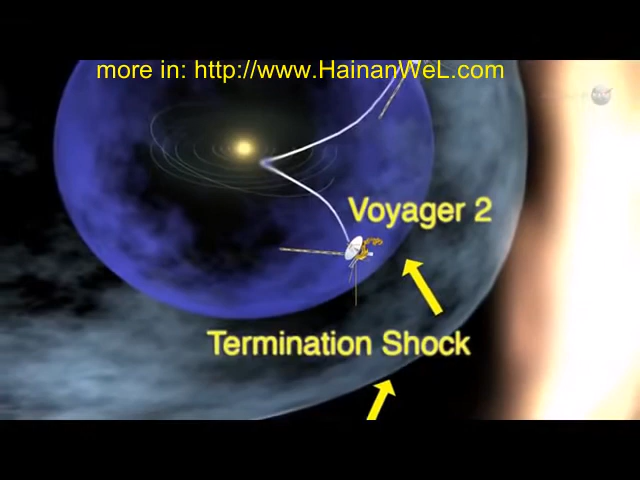 more in: http://www.HainanWeL.com
Voyager 2
Termination Shock